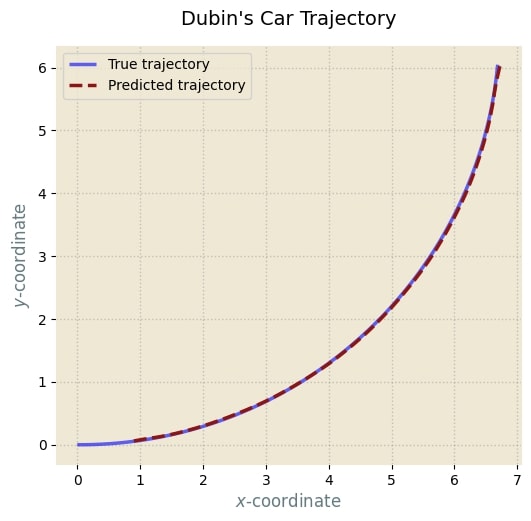 Dubin's Car Trajectory
True trajectory
Predicted trajectory
6
5
4
3
2
1
0
y-coordinate
0 1 2 3 4 5 6 7
x-coordinate